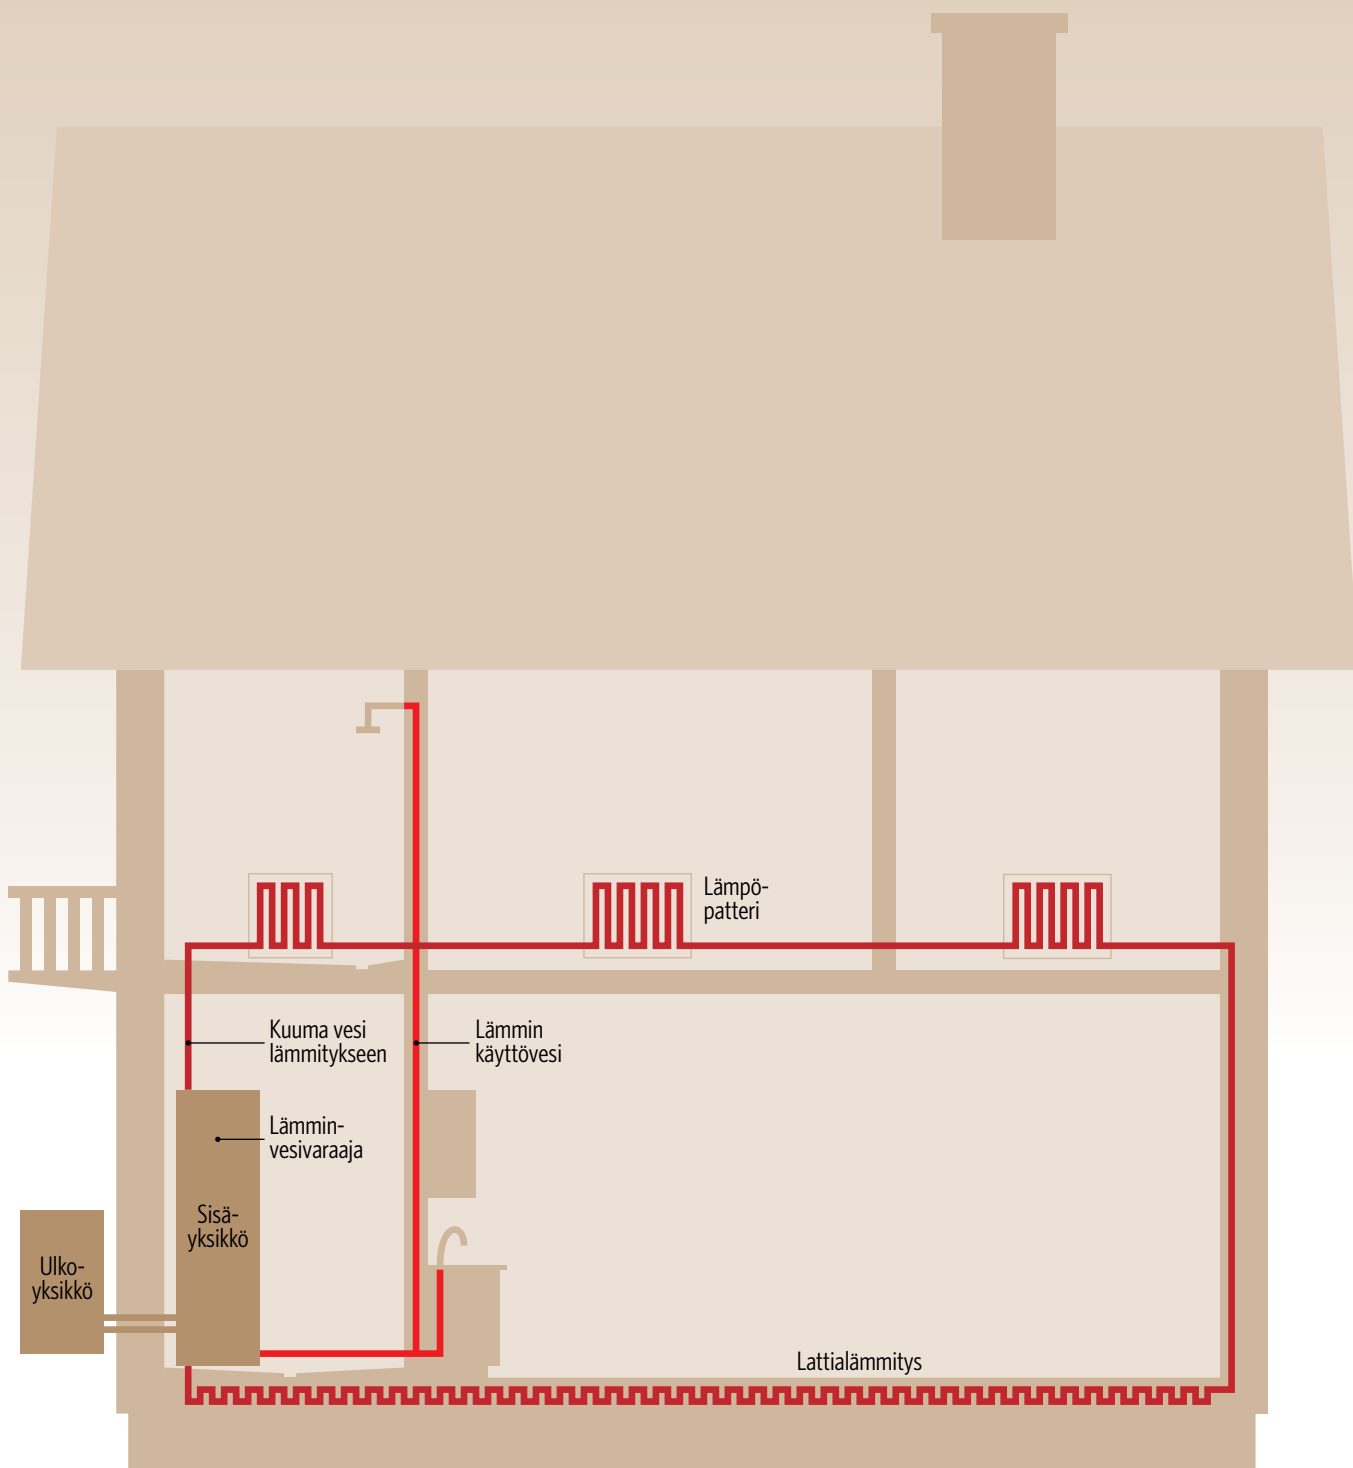 Lämpö-
patteri
Kuuma vesi
lämmitykseen
Lämmin
käyttövesi
Lämmin-
vesivaraaja
Sisä-
yksikkö
Ulko-
yksikkö
Lattialämmitys